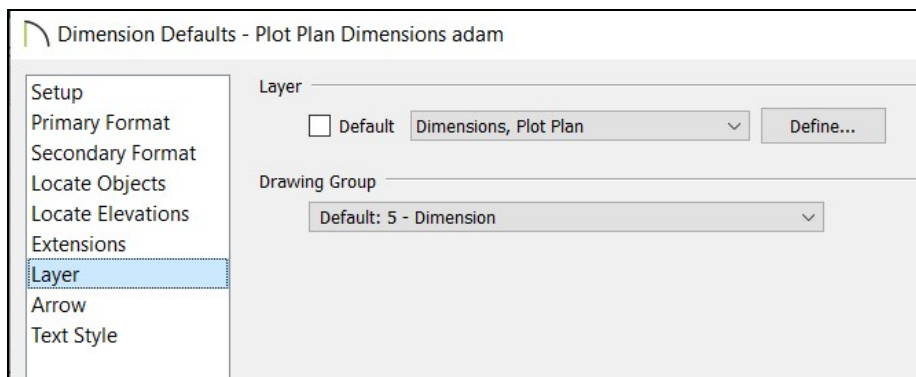 Dimension Defaults - Plot Plan Dimensions adam
Setup
Primary Format
Secondary Format
Locate Objects
Locate Elevations
Extensions
Layer
Arrow
Text Style
Layer
Default Dimensions, Plot Plan Define...
Drawing Group
Default: 5 - Dimension